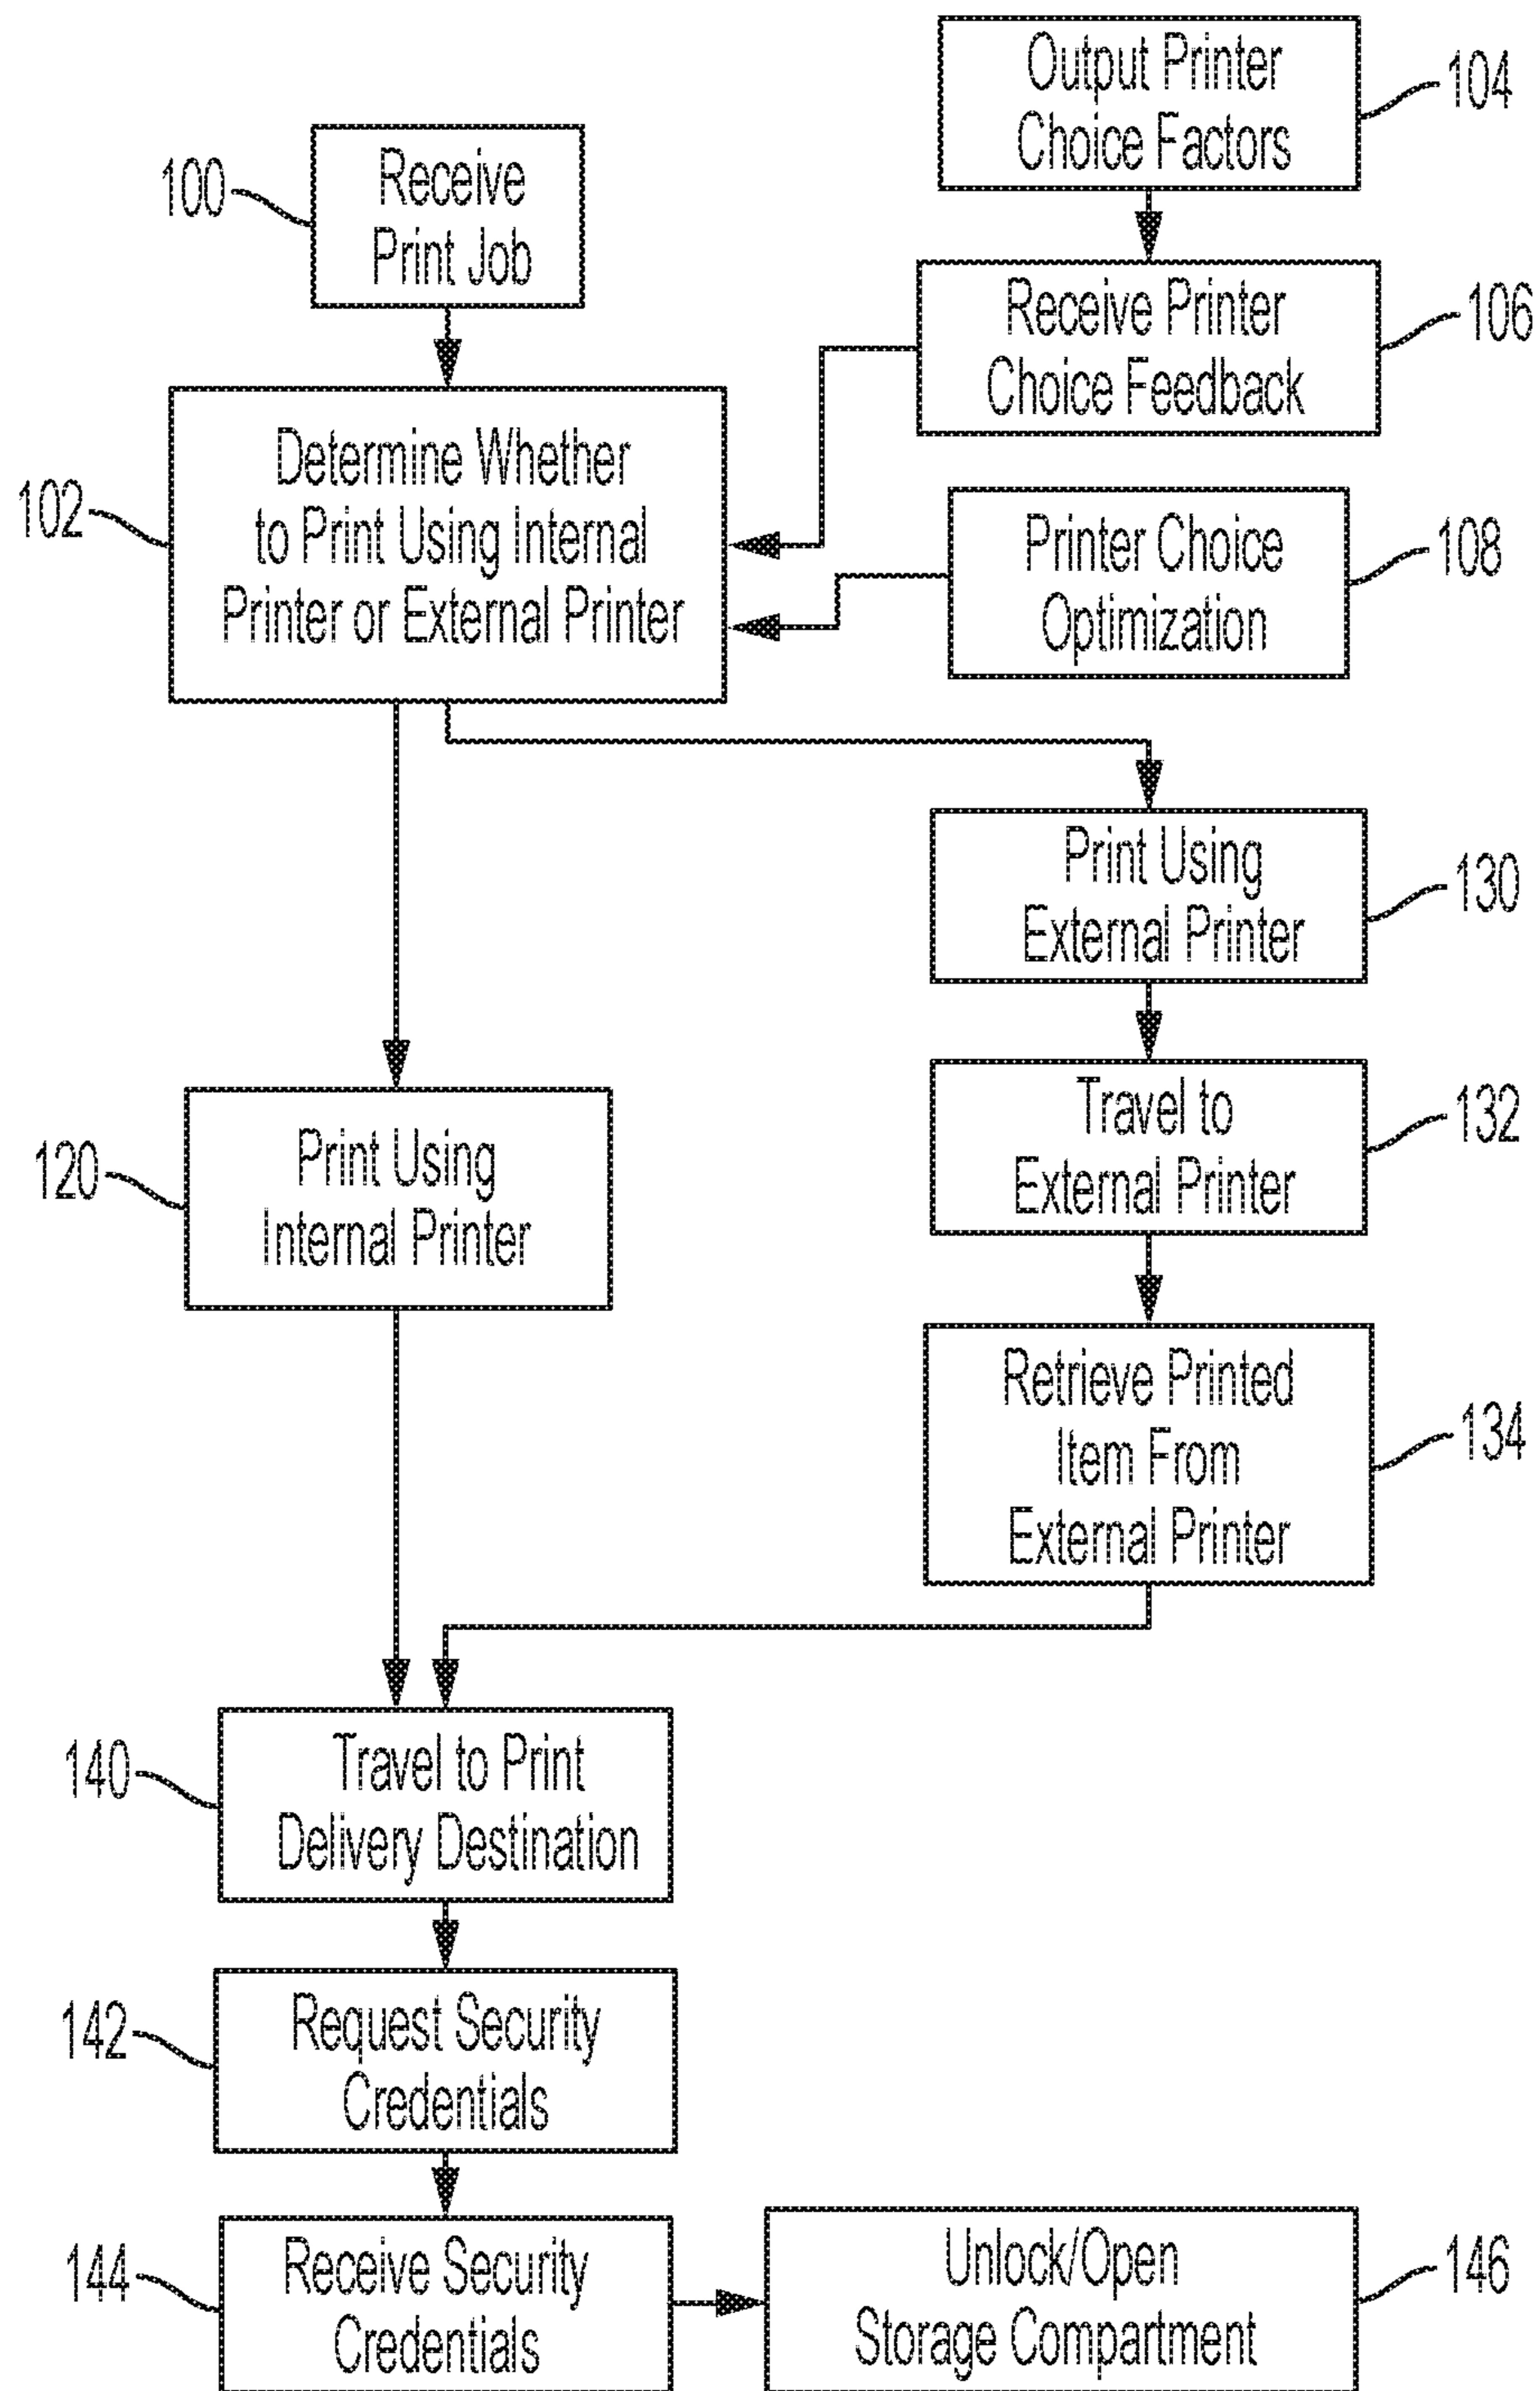 Output Printer
Choice Factors
104
100
Receive
Print Job
Receive Printer
Choice Feedback
106
102
Determine Whether
to Print Using Internal
Printer or External Printer
Printer Choice
Optimization
108
Print Using
External Printer
130
Travel to
External Printer
132
120
Print Using
Internal Printer
Retrieve Printed
Item From
External Printer
134
140
Travel to Print
Delivery Destination
142
Request Security
Credentials
144
Receive Security
Credentials
Unlock/Open
Storage Compartment
146